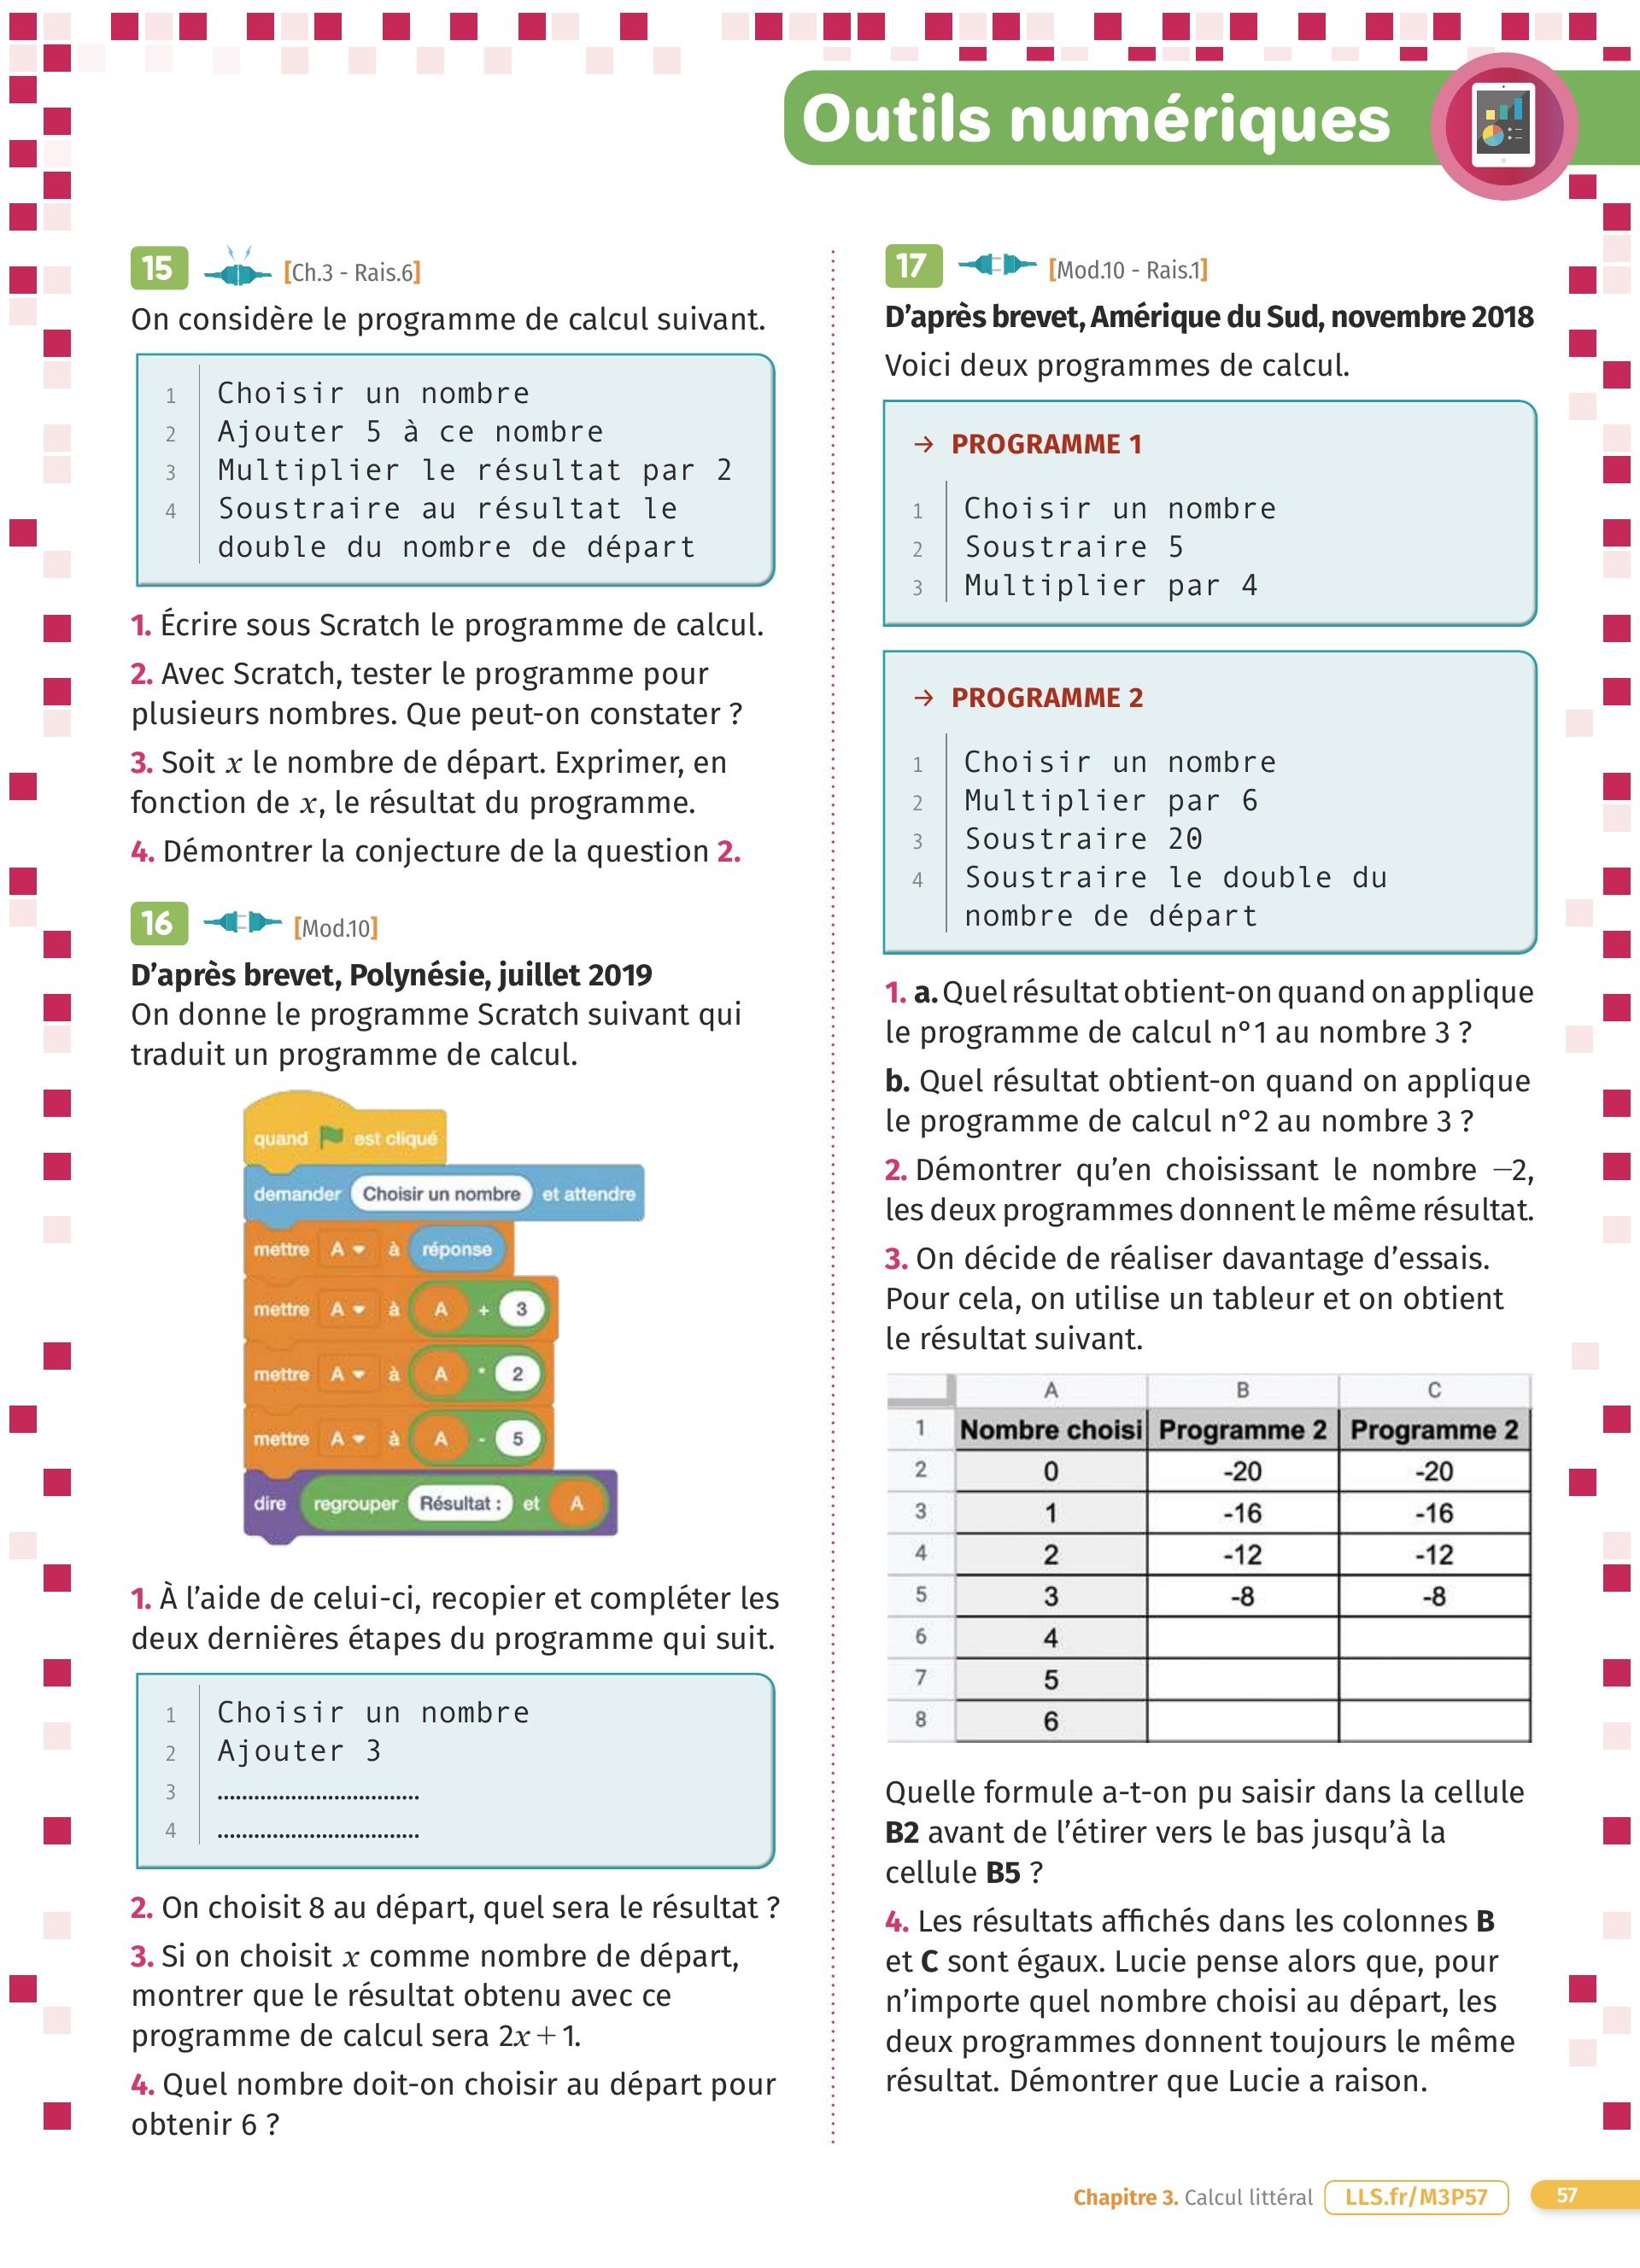 Outils numériques
15 [Ch.3 - Rais.6]
On considère le programme de calcul suivant.
1 Choisir un nombre
2 Ajouter 5 à ce nombre
3 Multiplier le résultat par 2
4 Soustraire au résultat le
double du nombre de départ
1. Écrire sous Scratch le programme de calcul.
2. Avec Scratch, tester le programme pour
plusieurs nombres. Que peut-on constater ?
3. Soit x le nombre de départ. Exprimer, en
fonction de x, le résultat du programme.
4. Démontrer la conjecture de la question 2.
16 [Mod.10]
D'après brevet, Polynésie, juillet 2019
On donne le programme Scratch suivant qui
traduit un programme de calcul.
quand est cliqué
demander Choisir un nombre et attendre
mettre A à réponse
mettre A à A + 3
mettre A à A * 2
mettre A à A - 5
dire regrouper Résultat : et A
1. À l'aide de celui-ci, recopier et compléter les
deux dernières étapes du programme qui suit.
1 Choisir un nombre
2 Ajouter 3
3 ..................................
4 ..................................
2. On choisit 8 au départ, quel sera le résultat ?
3. Si on choisit x comme nombre de départ,
montrer que le résultat obtenu avec ce
programme de calcul sera 2x + 1.
4. Quel nombre doit-on choisir au départ pour
obtenir 6 ?
17 [Mod.10 - Rais.1]
D'après brevet, Amérique du Sud, novembre 2018
Voici deux programmes de calcul.
→ PROGRAMME 1
1 Choisir un nombre
2 Soustraire 5
3 Multiplier par 4
→ PROGRAMME 2
1 Choisir un nombre
2 Multiplier par 6
3 Soustraire 20
4 Soustraire le double du
nombre de départ
1. a. Quel résultat obtient-on quand on applique
le programme de calcul n°1 au nombre 3 ?
b. Quel résultat obtient-on quand on applique
le programme de calcul n°2 au nombre 3 ?
2. Démontrer qu'en choisissant le nombre −2,
les deux programmes donnent le même résultat.
3. On décide de réaliser davantage d'essais.
Pour cela, on utilise un tableur et on obtient
le résultat suivant.
A B C
1 Nombre choisi Programme 2 Programme 2
2 0 -20 -20
3 1 -16 -16
4 2 -12 -12
5 3 -8 -8
6 4
7 5
8 6
Quelle formule a-t-on pu saisir dans la cellule
B2 avant de l'étirer vers le bas jusqu'à la
cellule B5 ?
4. Les résultats affichés dans les colonnes B
et C sont égaux. Lucie pense alors que, pour
n'importe quel nombre choisi au départ, les
deux programmes donnent toujours le même
résultat. Démontrer que Lucie a raison.
Chapitre 3. Calcul littéral LLS.fr/M3P57 57